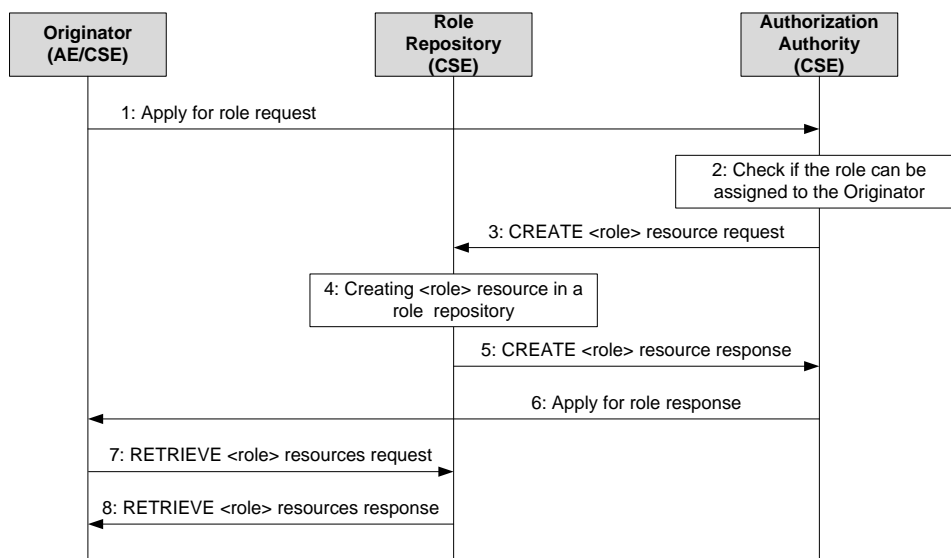 Originator
(AE/CSE)
Role
Repository
(CSE)
Authorization
Authority
(CSE)
1: Apply for role request
2: Check if the role can be
assigned to the Originator
3: CREATE <role> resource request
4: Creating <role> resource in a
role repository
5: CREATE <role> resource response
6: Apply for role response
7: RETRIEVE <role> resources request
8: RETRIEVE <role> resources response